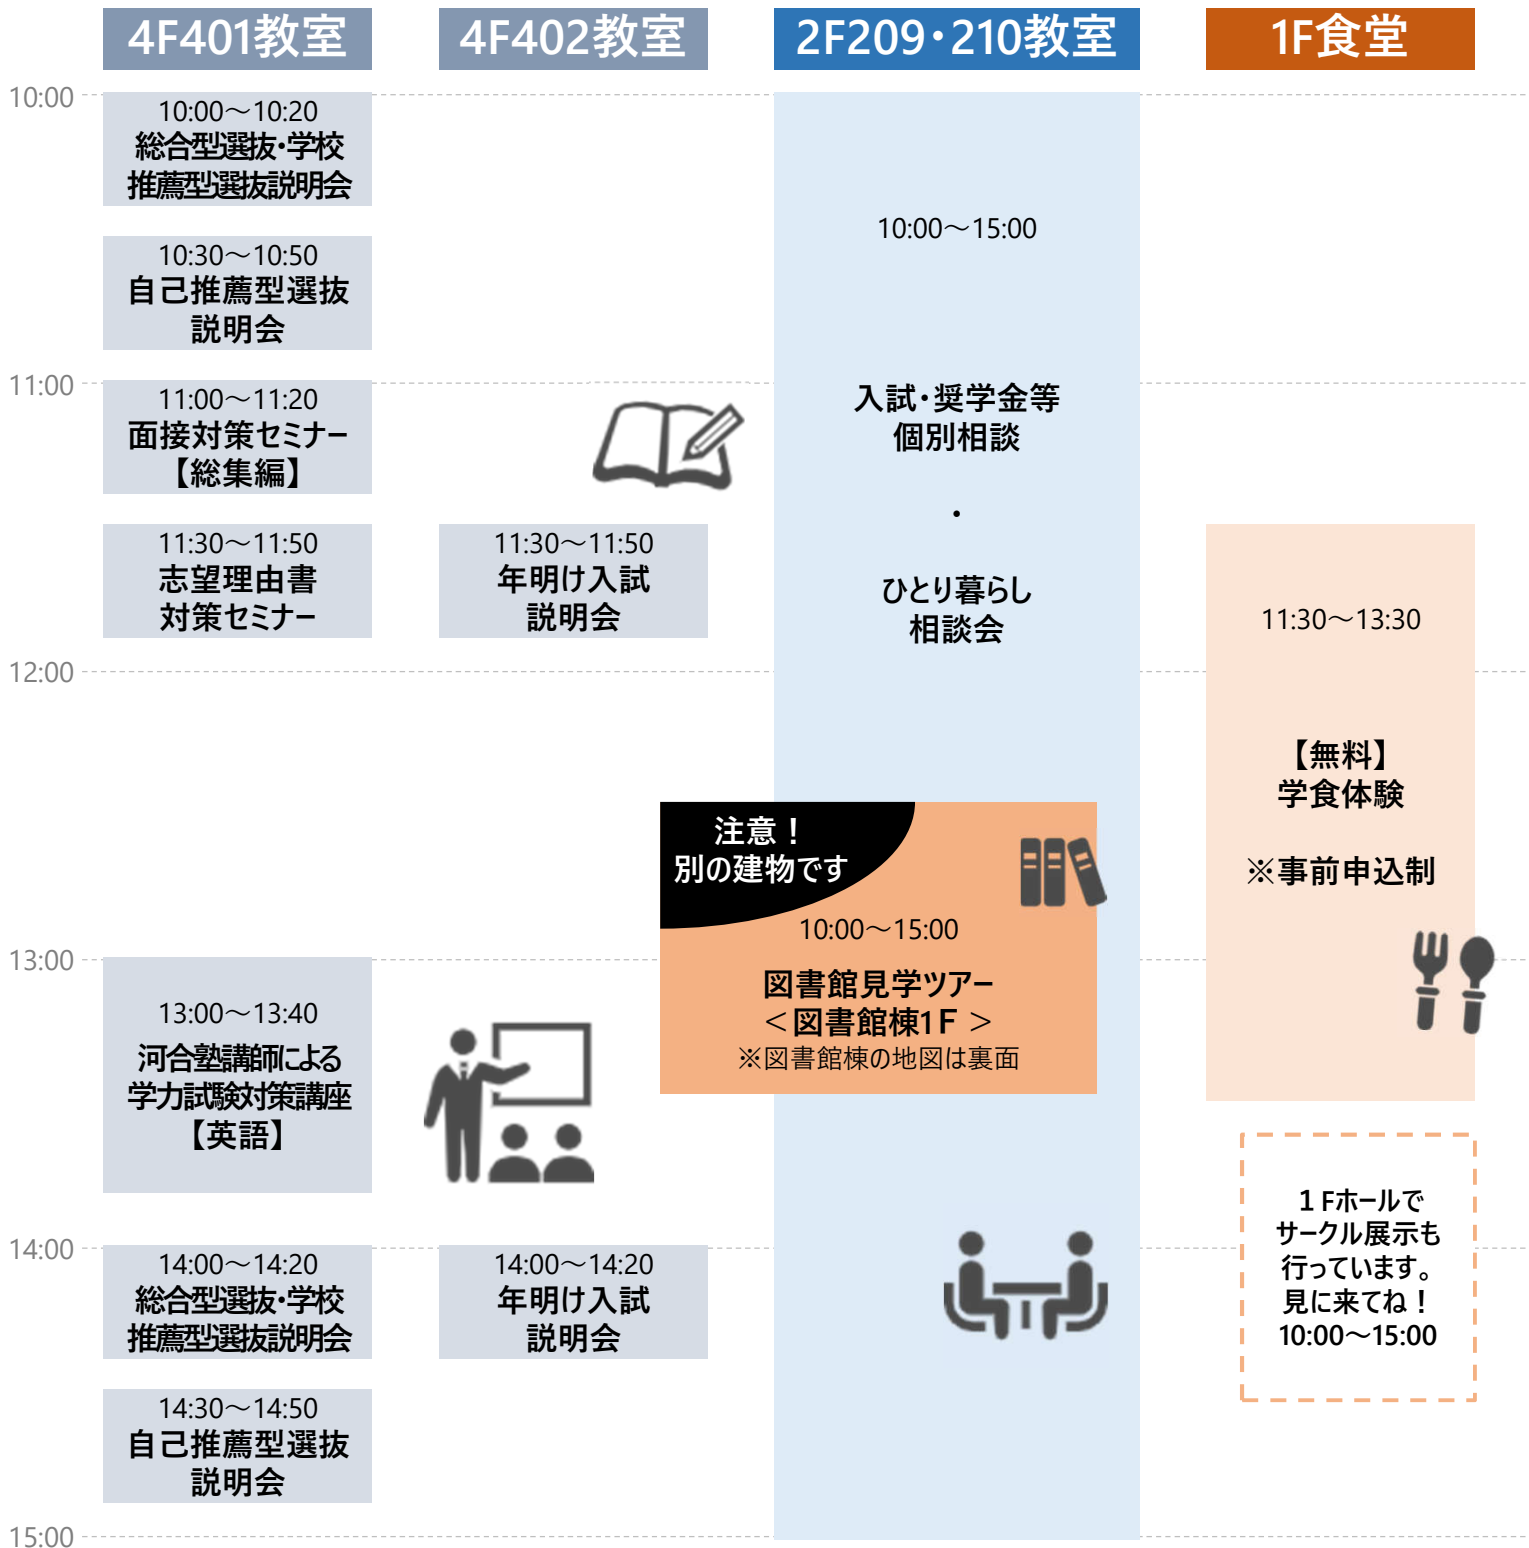 4F401教室
4F402教室
2F209・210教室
1F食堂
10:00
11:00
12:00
13:00
14:00
15:00
10:00～10:20
総合型選抜・学校
推薦型選抜説明会
10:30～10:50
自己推薦型選抜
説明会
11:00～11:20
面接対策セミナー
【総集編】
11:30～11:50
志望理由書
対策セミナー
13:00～13:40
河合塾講師による
学力試験対策講座
【英語】
14:00～14:20
総合型選抜・学校
推薦型選抜説明会
14:30～14:50
自己推薦型選抜
説明会
11:30～11:50
年明け入試
説明会
14:00～14:20
年明け入試
説明会
10:00～15:00
入試・奨学金等
個別相談
・
ひとり暮らし
相談会
注意！
別の建物です
10:00～15:00
図書館見学ツアー
＜図書館棟1F ＞
※図書館棟の地図は裏面
11:30～13:30
【無料】
学食体験
※事前申込制
１Fホールで
サークル展示も
行っています。
見に来てね！
10:00～15:00